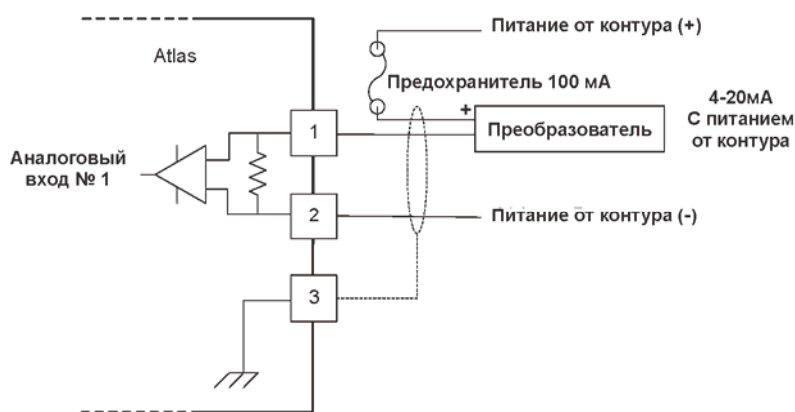 Питание от контура (+)
Atlas
Предохранитель 100 мА
+
4-20мА
С питанием
от контура
Преобразователь
1
Аналоговый
вход № 1
2
Питание от контура (-)
3